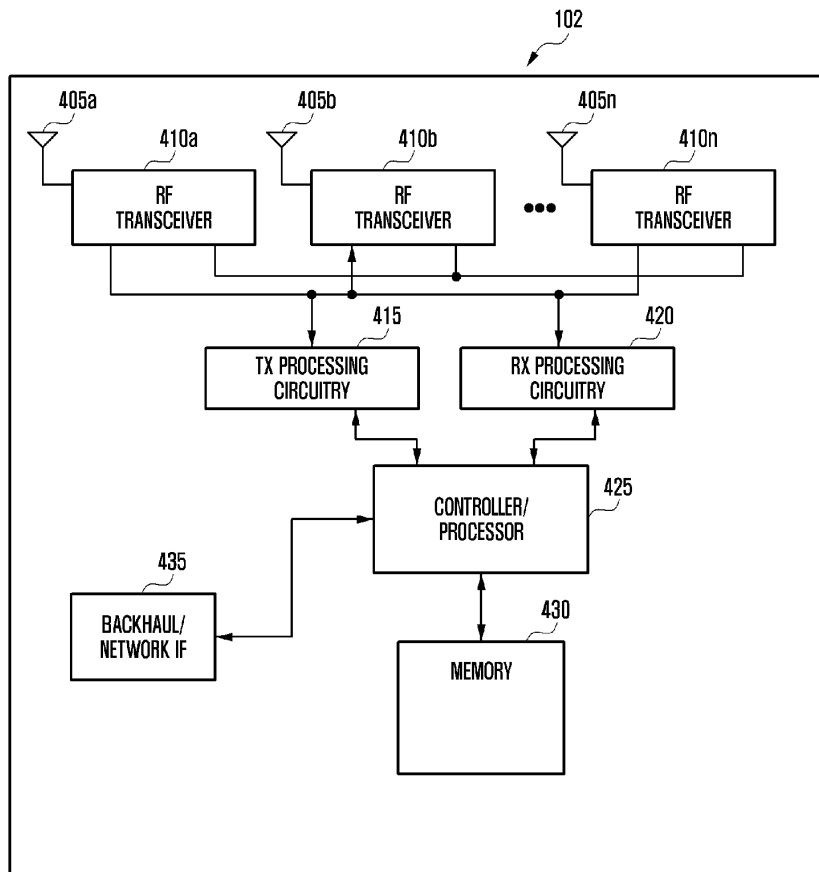 102
405a
405b
405n
410a
410b
410n
RF
TRANSCEIVER
RF
TRANSCEIVER
RF
TRANSCEIVER
415
420
TX PROCESSING
CIRCUITRY
RX PROCESSING
CIRCUITRY
425
CONTROLLER/
PROCESSOR
435
BACKHAUL/
NETWORK IF
430
MEMORY